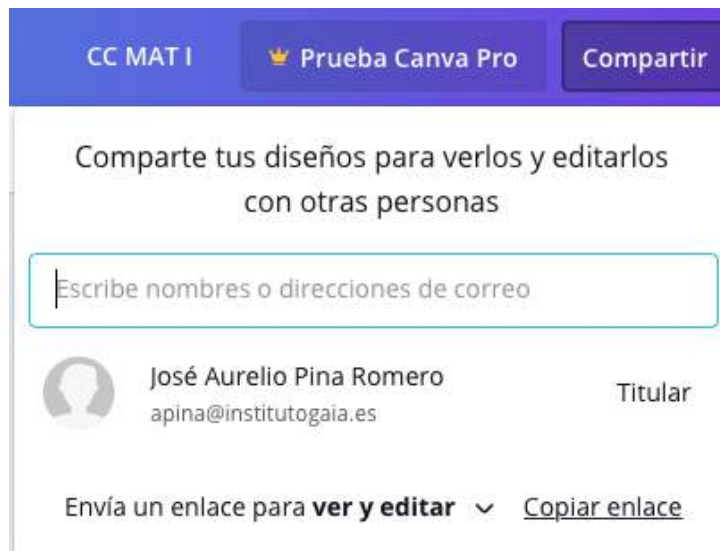 CC MAT I Prueba Canva Pro Compartir
Comparte tus diseños para verlos y editarlos
con otras personas
Escribe nombres o direcciones de correo
José Aurelio Pina Romero
Titular
apina@institutogaia.es
Envía un enlace para ver y editar Copiar enlace